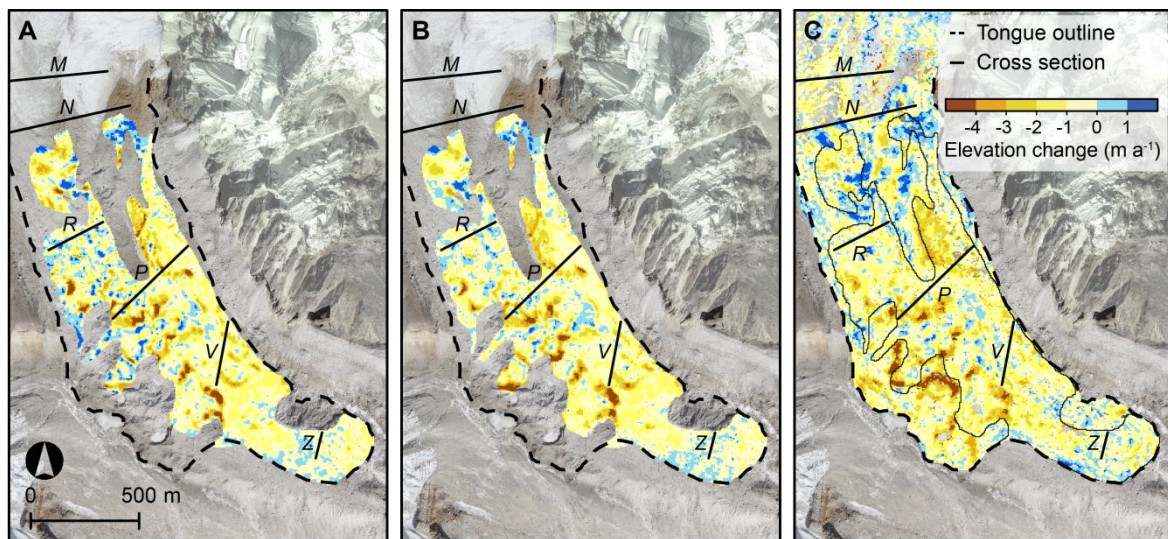 A
M
N
R
P
V
Z
0
500 m
B
M
N
R
P
V
Z
C
M
N
R
P
V
Z
Tongue outline
Cross section
-4 -3 -2 -1 0 1
Elevation change (m a⁻¹)